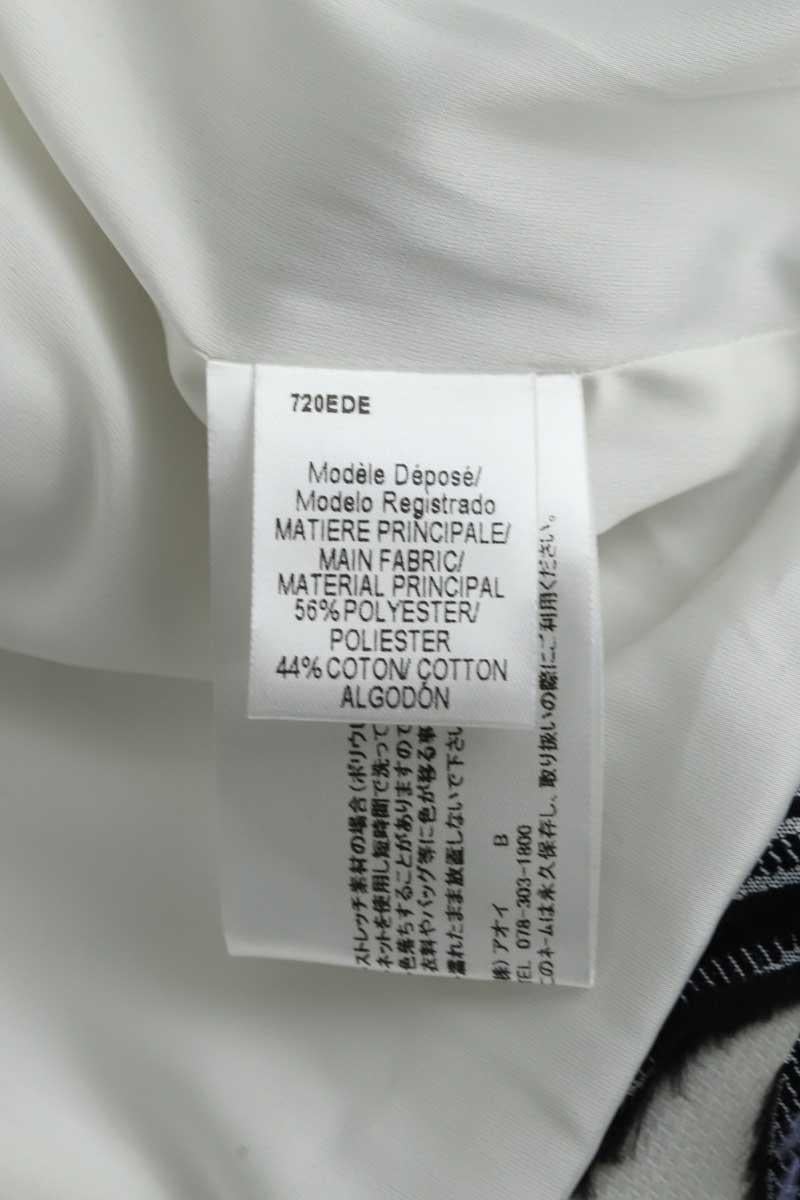 720EDE
Modèle Déposé/
Modelo Registrado
MATIERE PRINCIPALE/
MAIN FABRIC/
MATERIAL PRINCIPAL
56%POLYESTER/
POLIESTER
44%COTON/ COTTON
ALGODÓN
ストレッチ素材の場合(ポリウレ
ネットを使用し短時間で洗って
色落ちすることがありますので
衣料やバッグ等に色が移る事
濡れたまま放置しないで下さい
(株)アオイ B
TEL 078-303-1800
このネームは永久保存し、取り扱いの際にご利用ください。